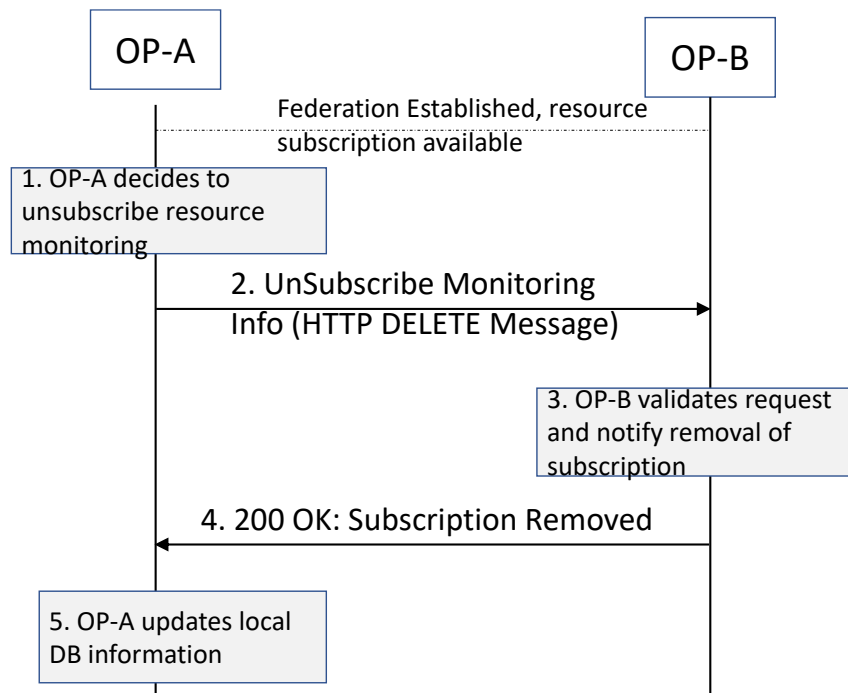 OP-A
OP-B
Federation Established, resource
subscription available
1. OP-A decides to
unsubscribe resource
monitoring
2. UnSubscribe Monitoring
Info (HTTP DELETE Message)
3. OP-B validates request
and notify removal of
subscription
4. 200 OK: Subscription Removed
5. OP-A updates local
DB information